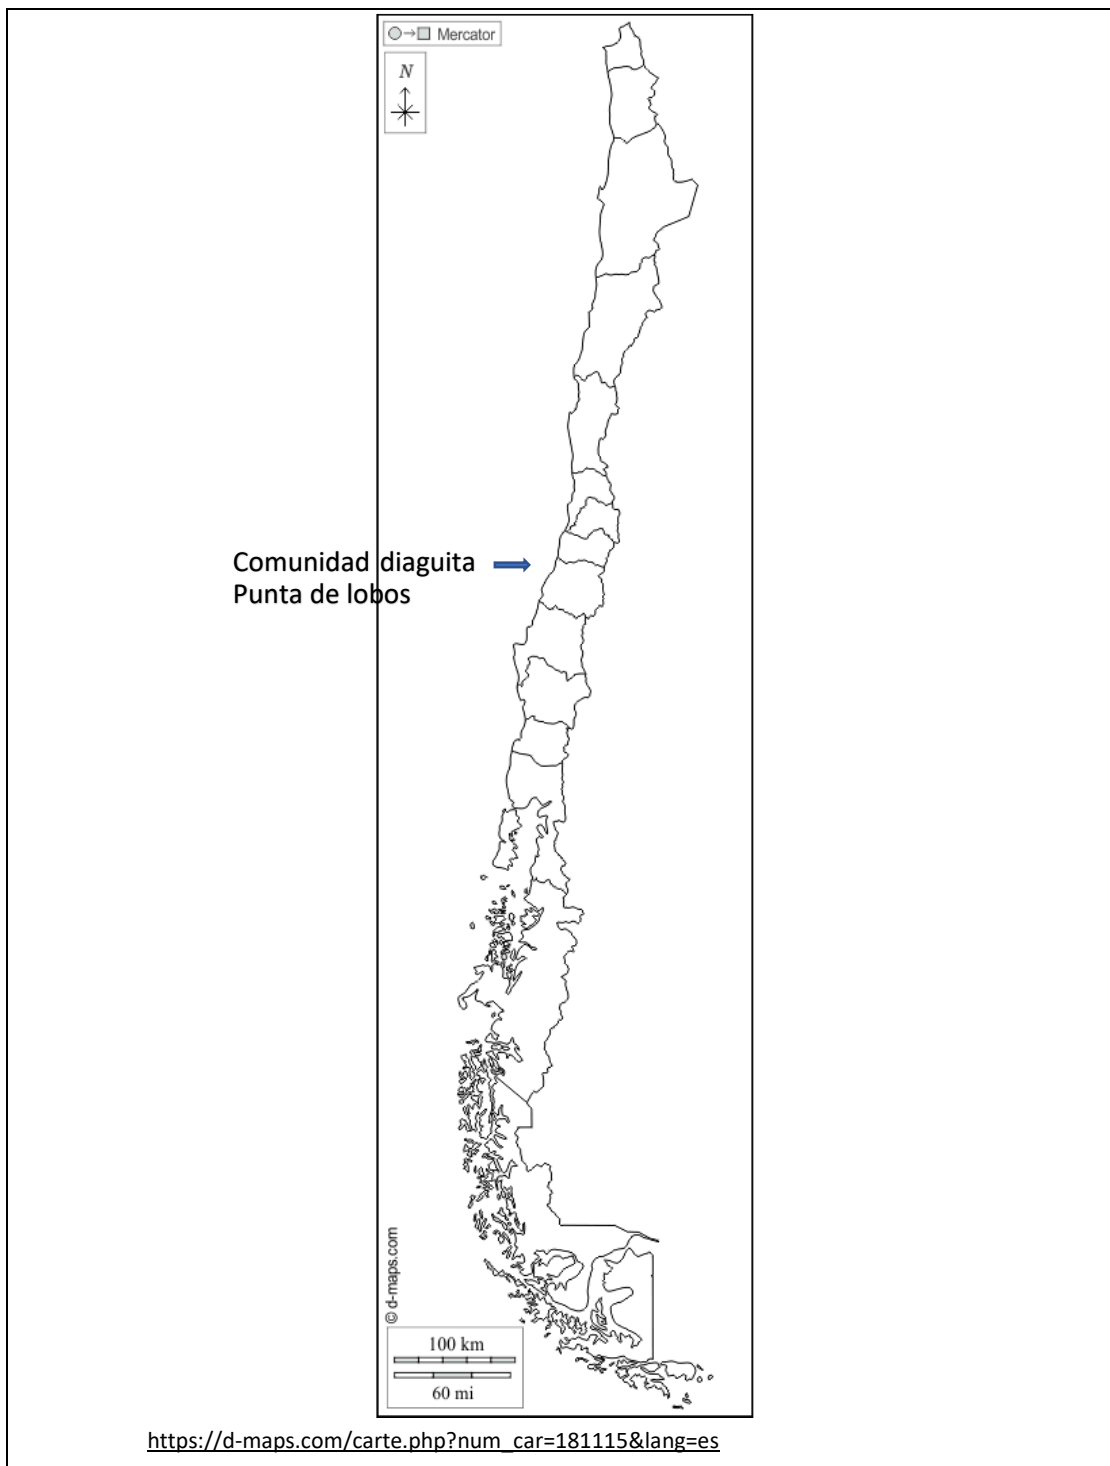 Mercator
N
Comunidad diaguita
Punta de lobos
© d-maps.com
100 km
60 mi
https://d-maps.com/carte.php?num_car=181115&lang=es